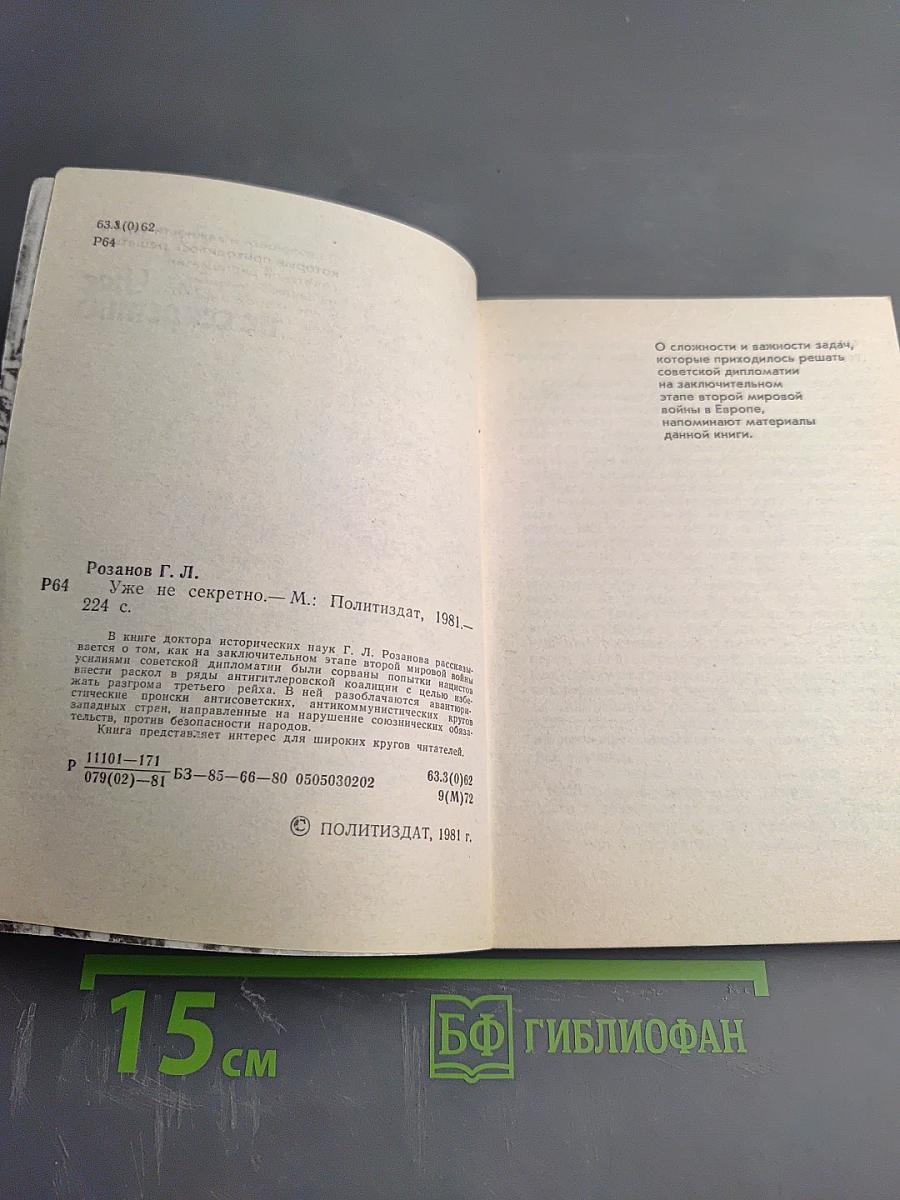 63.3(0)62
Р64
Розанов Г. Л.
Р64 Уже не секретно.— М.: Политиздат, 1981.—
224 с.
В книге доктора исторических наук Г. Л. Розанова рассказы-
вается о том, как на заключительном этапе второй мировой войны
усилиями советской дипломатии были сорваны попытки нацистов
внести раскол в ряды антигитлеровской коалиции с целью избе-
жать разгрома третьего рейха. В ней разоблачаются авантюри-
стические происки антисоветских, антикоммунистических кругов
западных стран, направленные на нарушение союзнических обяза-
тельств, против безопасности народов.
Книга представляет интерес для широких кругов читателей.
Р 11101—171
079(02)—81 БЗ—85—66—80 0505030202
63.3(0)62
9(М)72
© ПОЛИТИЗДАТ, 1981 г.
О сложности и важности задач,
которые приходилось решать
советской дипломатии
на заключительном
этапе второй мировой
войны в Европе,
напоминают материалы
данной книги.
15 см
БФ ГИБЛИОФАН